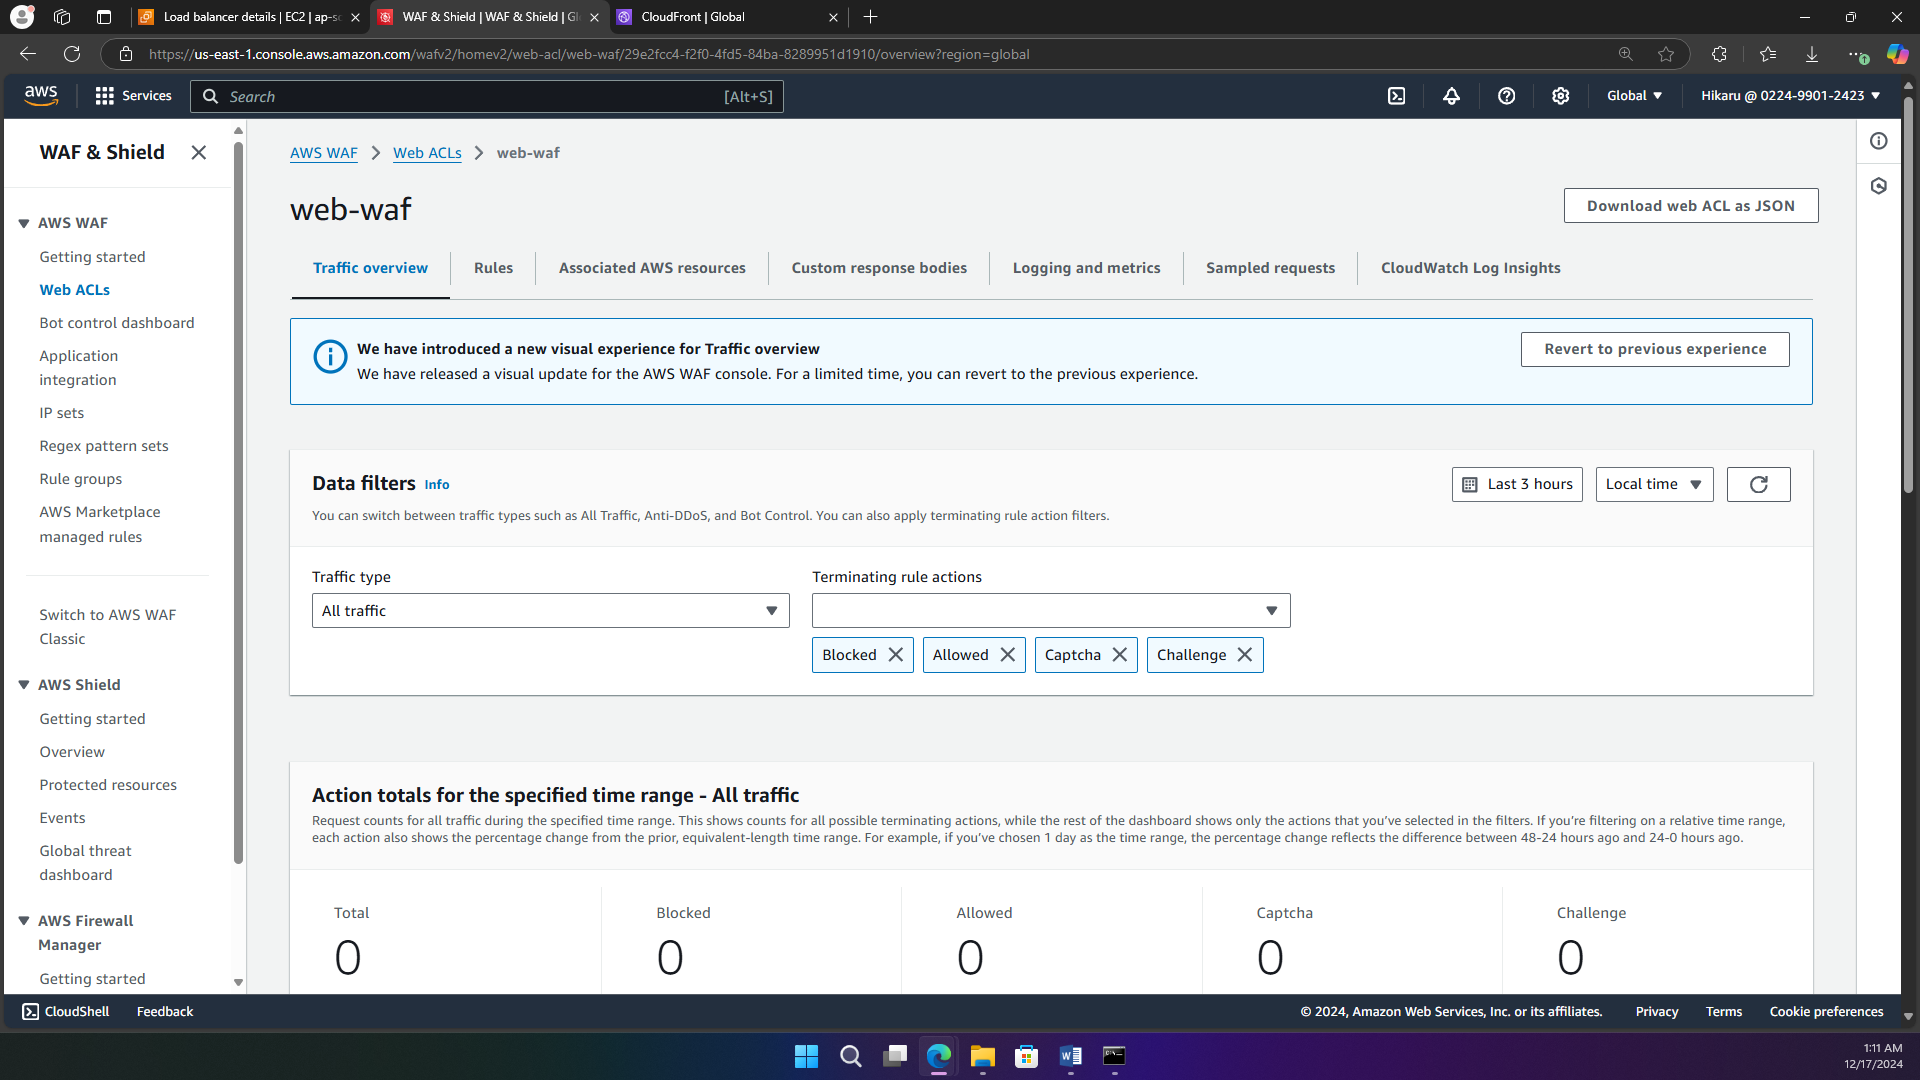 Load balancer details | EC2 | ap-so
WAF & Shield | WAF & Shield | Gl
CloudFront | Global
https://us-east-1.console.aws.amazon.com/wafv2/homev2/web-acl/web-waf/29e2fcc4-f2f0-4fd5-84ba-8289951d1910/overview?region=global
aws
Services
Search
[Alt+S]
Global
Hikaru @ 0224-9901-2423
WAF & Shield
AWS WAF
Getting started
Web ACLs
Bot control dashboard
Application
integration
IP sets
Regex pattern sets
Rule groups
AWS Marketplace
managed rules
Switch to AWS WAF
Classic
AWS Shield
Getting started
Overview
Protected resources
Events
Global threat
dashboard
AWS Firewall
Manager
Getting started
AWS WAF
Web ACLs
web-waf
web-waf
Download web ACL as JSON
Traffic overview
Rules
Associated AWS resources
Custom response bodies
Logging and metrics
Sampled requests
CloudWatch Log Insights
We have introduced a new visual experience for Traffic overview
We have released a visual update for the AWS WAF console. For a limited time, you can revert to the previous experience.
Revert to previous experience
Data filters Info
You can switch between traffic types such as All Traffic, Anti-DDoS, and Bot Control. You can also apply terminating rule action filters.
Last 3 hours
Local time
Traffic type
All traffic
Terminating rule actions
Blocked
Allowed
Captcha
Challenge
Action totals for the specified time range - All traffic
Request counts for all traffic during the specified time range. This shows counts for all possible terminating actions, while the rest of the dashboard shows only the actions that you've selected in the filters. If you're filtering on a relative time range,
each action also shows the percentage change from the prior, equivalent-length time range. For example, if you've chosen 1 day as the time range, the percentage change reflects the difference between 48-24 hours ago and 24-0 hours ago.
Total
0
Blocked
0
Allowed
0
Captcha
0
Challenge
0
CloudShell
Feedback
© 2024, Amazon Web Services, Inc. or its affiliates.
Privacy
Terms
Cookie preferences
1:11 AM
12/17/2024